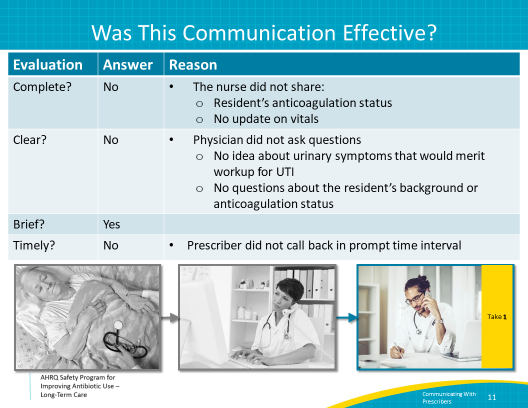 Was This Communication Effective?
Evaluation Answer Reason
Complete? No • The nurse did not share:
o Resident's anticoagulation status
o No update on vitals
Clear? No • Physician did not ask questions
o No idea about urinary symptoms that would merit
workup for UTI
o No questions about the resident's background or
anticoagulation status
Brief? Yes
Timely? No • Prescriber did not call back in prompt time interval
Take 1
AHRQ Safety Program for
Improving Antibiotic Use –
Long-Term Care
Communicating With
Prescribers
11